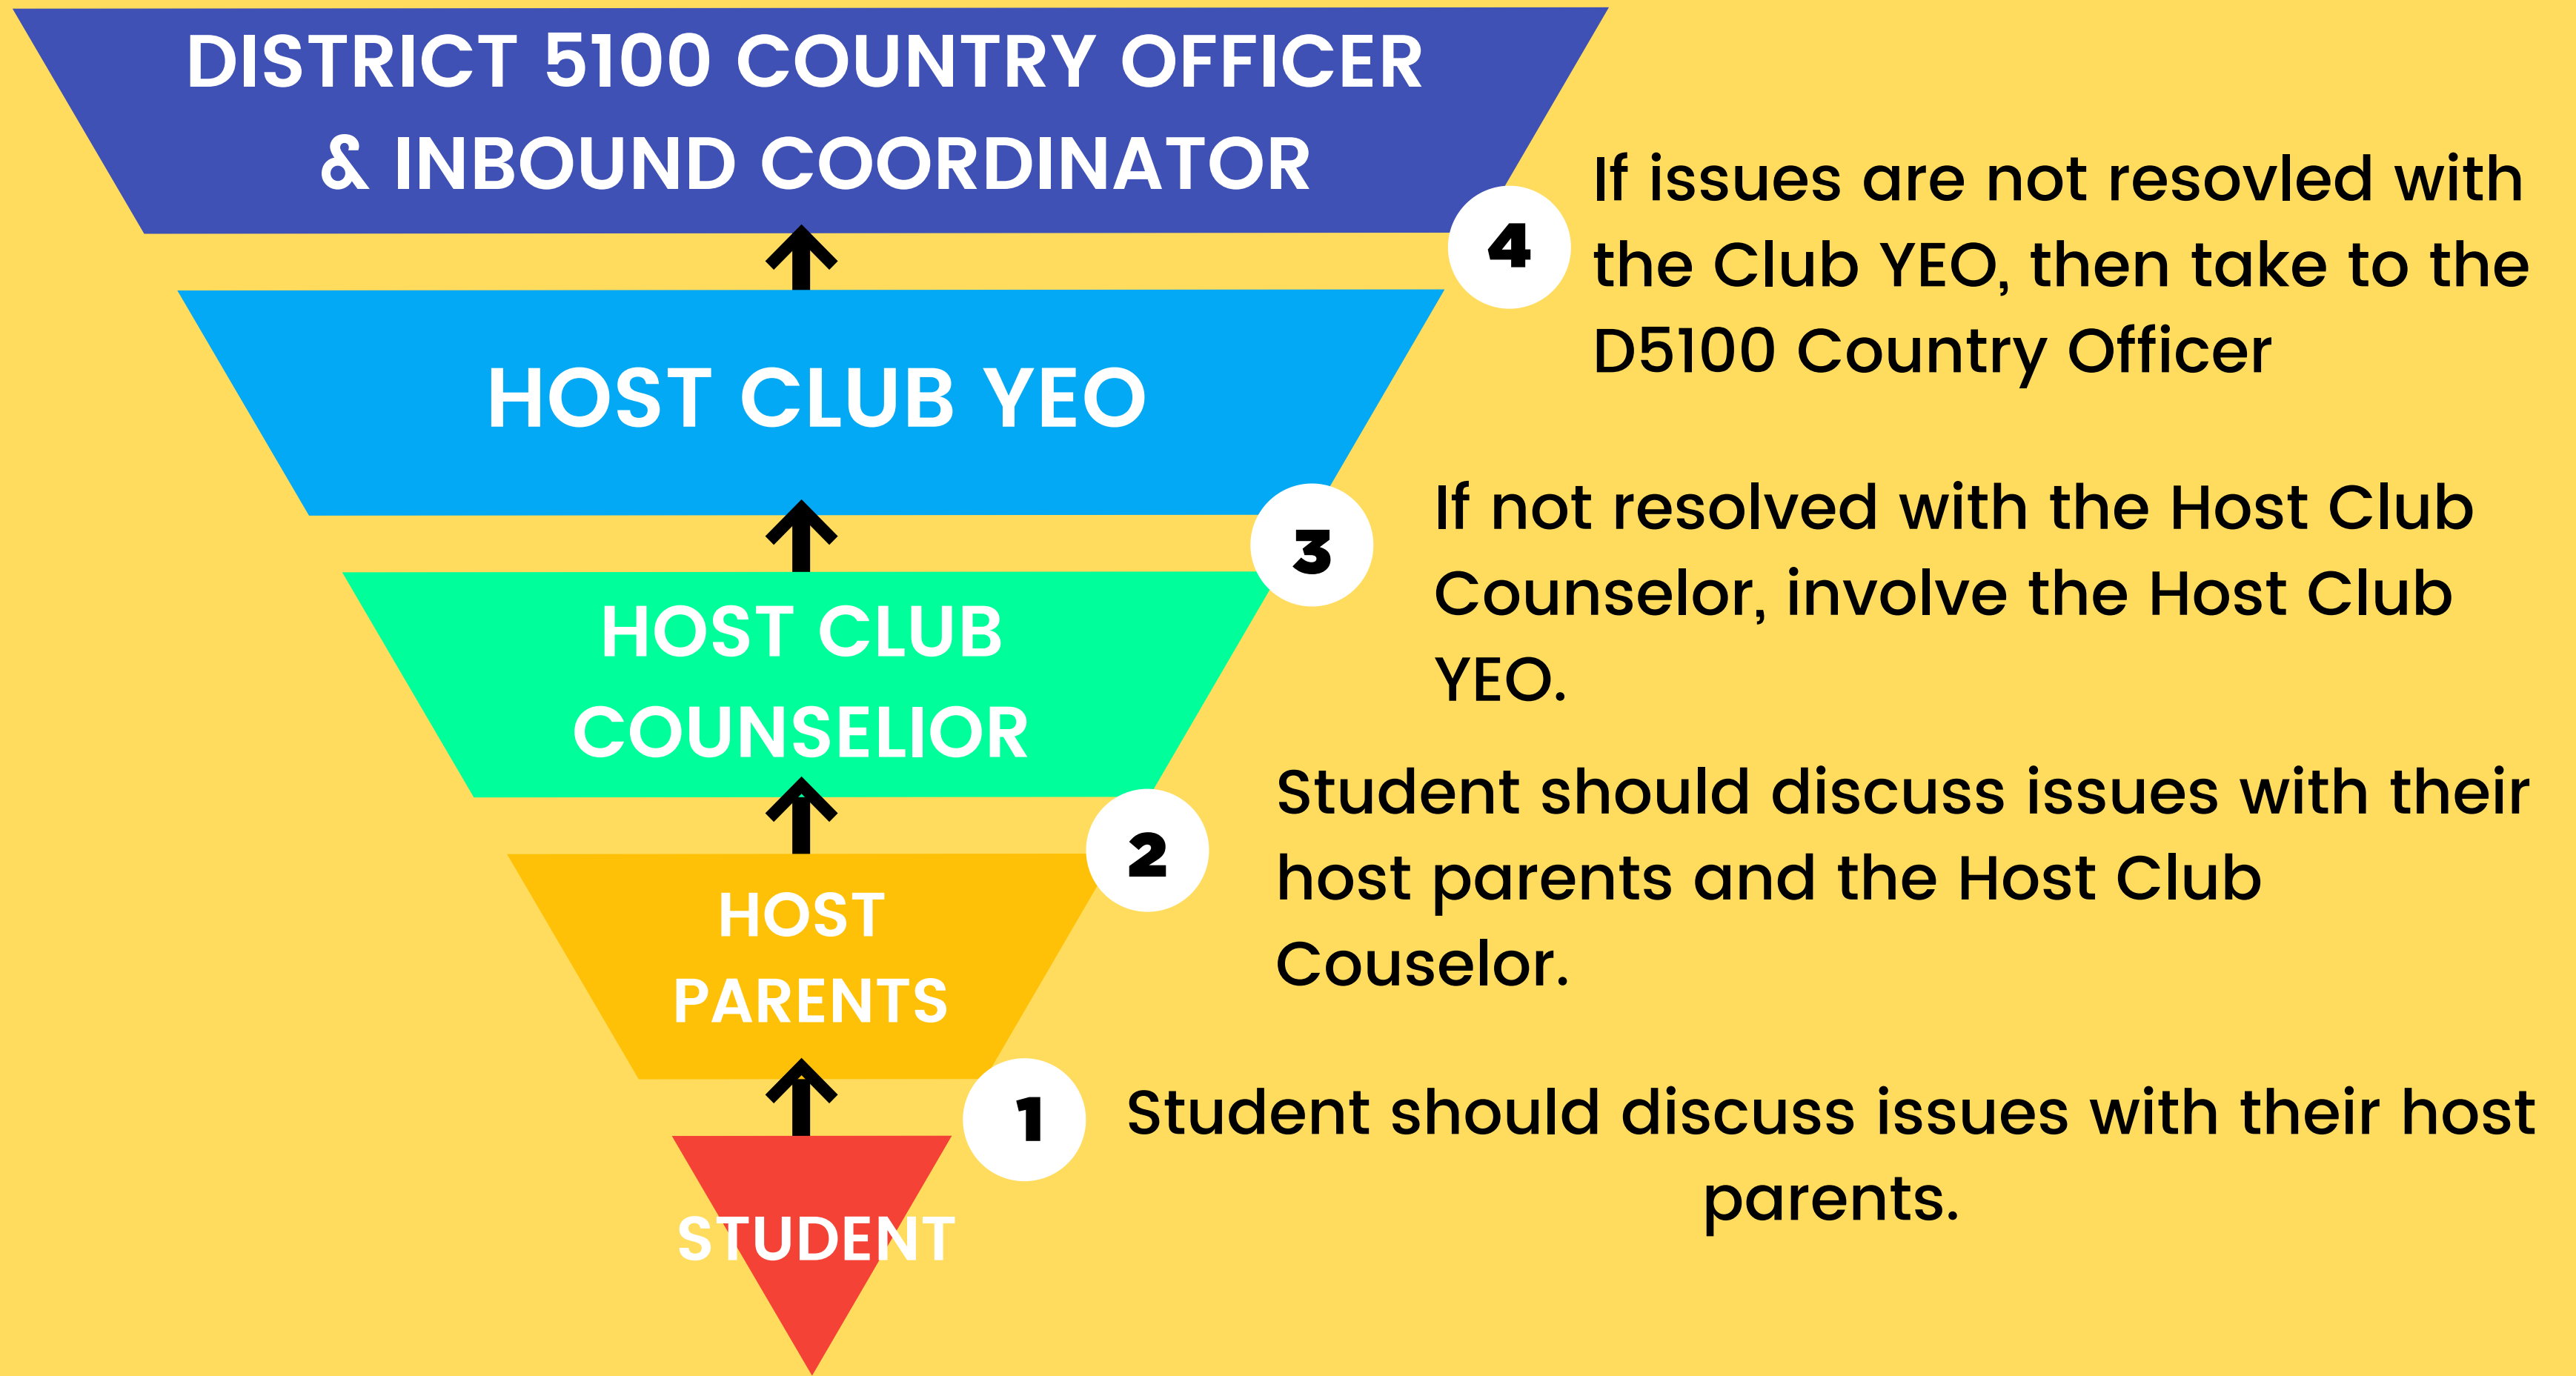 DISTRICT 5100 COUNTRY OFFICER
& INBOUND COORDINATOR
4
If issues are not resovled with
the Club YEO, then take to the
D5100 Country Officer
HOST CLUB YEO
3
If not resolved with the Host Club
Counselor, involve the Host Club
YEO.
HOST CLUB
COUNSELIOR
2
Student should discuss issues with their
host parents and the Host Club
Couselor.
HOST
PARENTS
1
Student should discuss issues with their host
parents.
STUDENT